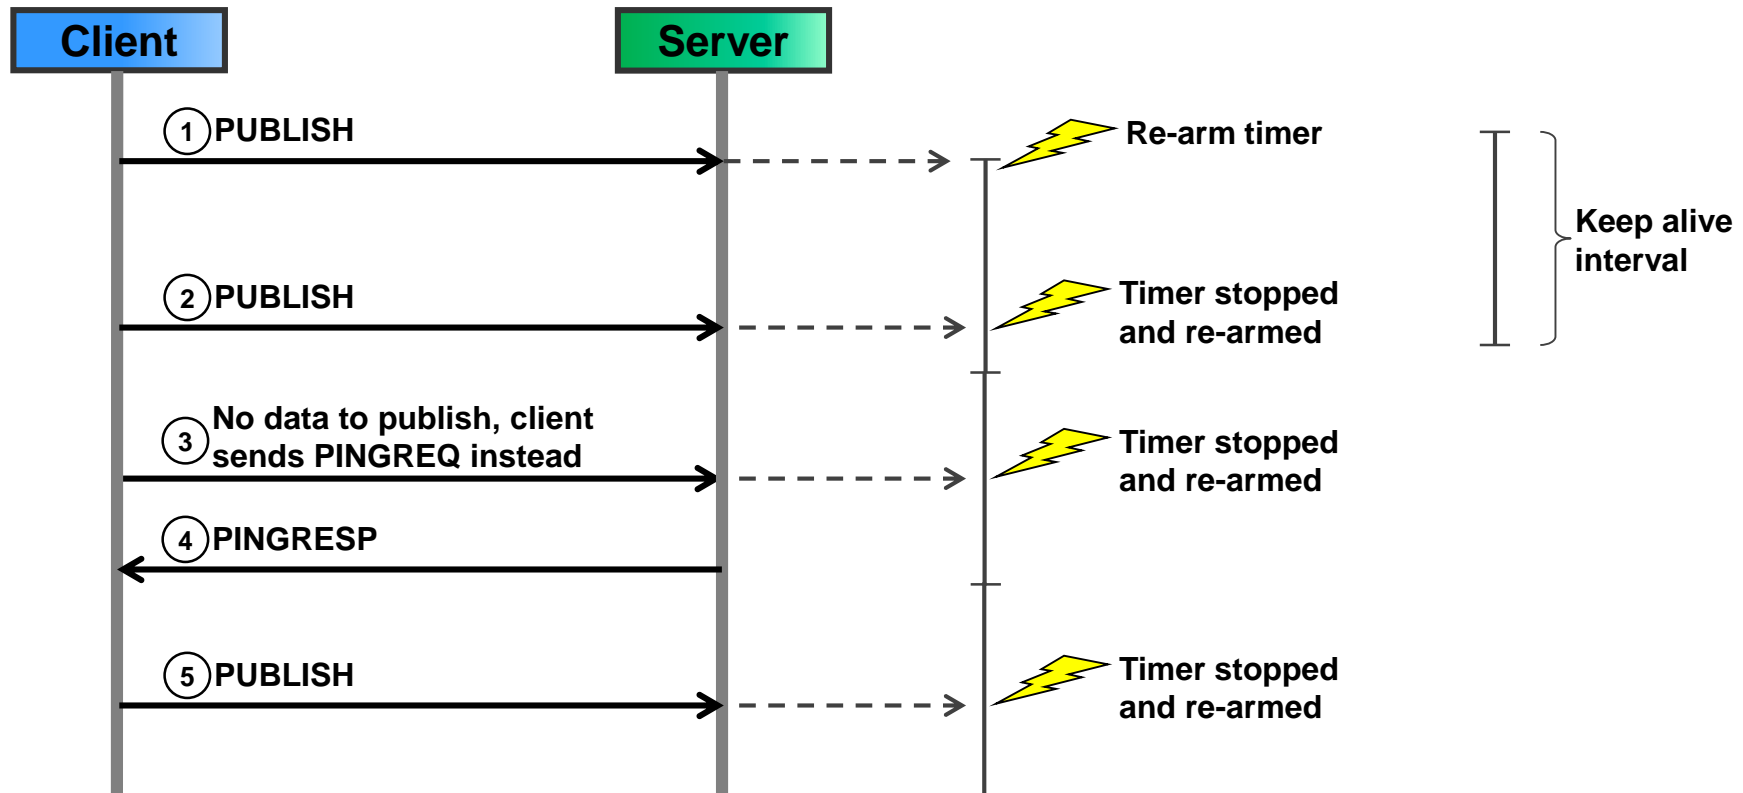 Client
Server
1 PUBLISH
Re-arm timer
Keep alive
interval
2 PUBLISH
Timer stopped
and re-armed
3 No data to publish, client
sends PINGREQ instead
Timer stopped
and re-armed
4 PINGRESP
5 PUBLISH
Timer stopped
and re-armed